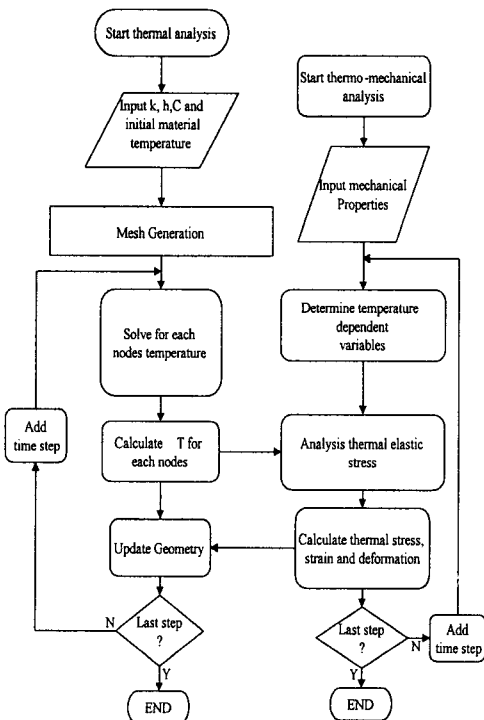 Start thermal analysis
Input k, h,C and
initial material
temperature
Mesh Generation
Solve for each
nodes temperature
Add
time step
Calculate T for
each nodes
Update Geometry
N
Last step
?
Y
END
Start thermo-mechanical
analysis
Input mechanical
Properties
Determine temperature
dependent
variables
Analysis thermal elastic
stress
Calculate thermal stress,
strain and deformation
Last step
?
N
Add
time step
Y
END